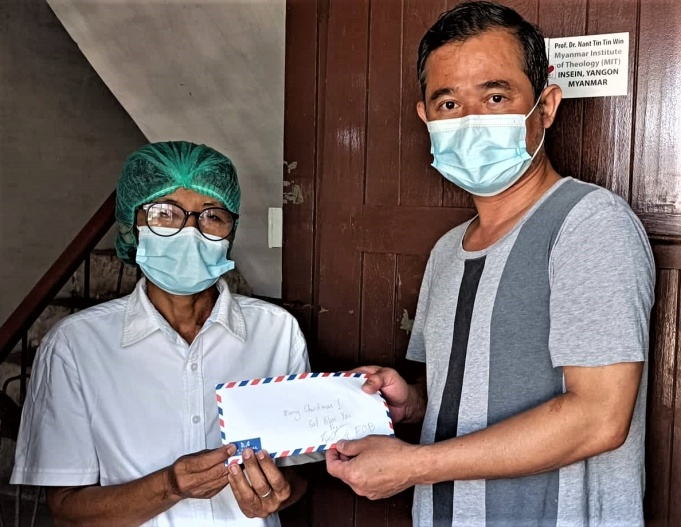 Prof. Dr. Nant Tin Tin Win
Myanmar Institute
of Theology (MIT)
INSEIN, YANGON
MYANMAR
Merry Christmas!
God Bless You